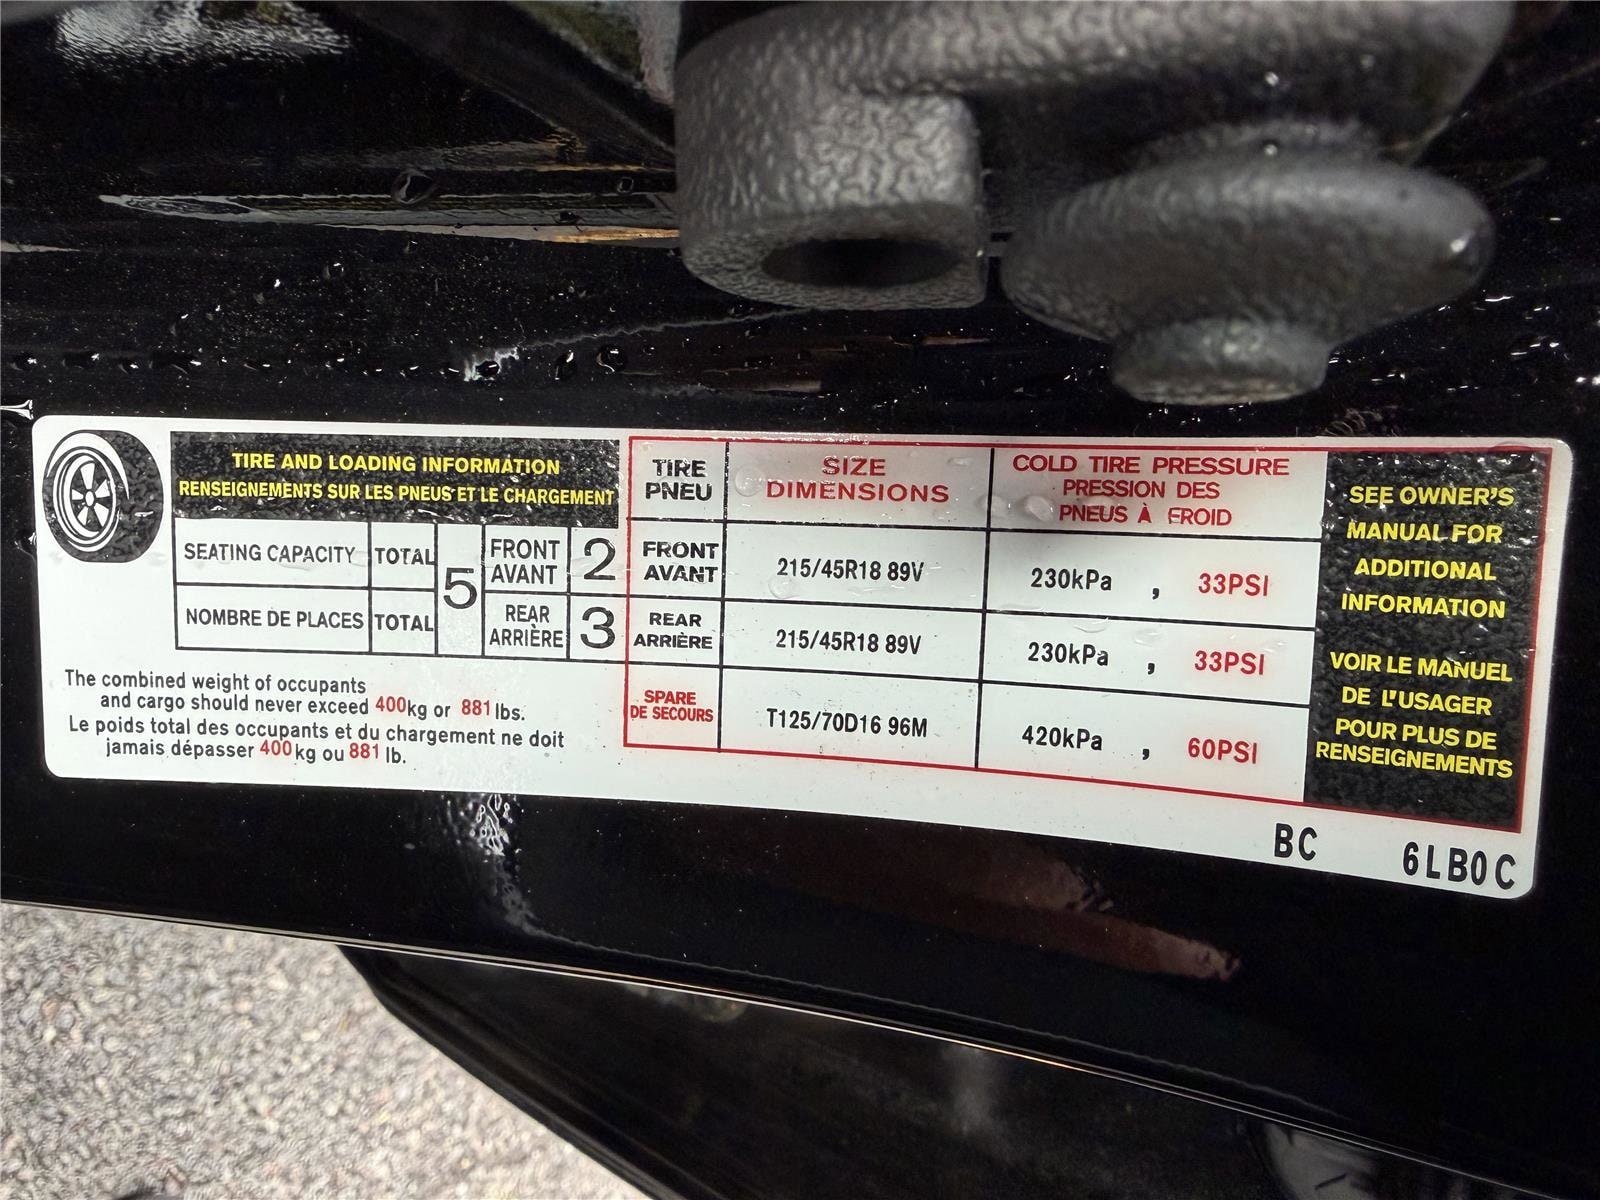 TIRE AND LOADING INFORMATION
RENSEIGNEMENTS SUR LES PNEUS ET LE CHARGEMENT
SEATING CAPACITY TOTAL 5 FRONT AVANT 2
NOMBRE DE PLACES TOTAL REAR ARRIÈRE 3
The combined weight of occupants
and cargo should never exceed 400kg or 881 lbs.
Le poids total des occupants et du chargement ne doit
jamais dépasser 400 kg ou 881 lb.
TIRE PNEU SIZE DIMENSIONS COLD TIRE PRESSURE PRESSION DES PNEUS À FROID
FRONT AVANT 215/45R18 89V 230kPa , 33PSI
REAR ARRIÈRE 215/45R18 89V 230kPa , 33PSI
SPARE DE SECOURS T125/70D16 96M 420kPa , 60PSI
SEE OWNER'S
MANUAL FOR
ADDITIONAL
INFORMATION
VOIR LE MANUEL
DE L'USAGER
POUR PLUS DE
RENSEIGNEMENTS
BC 6LB0C